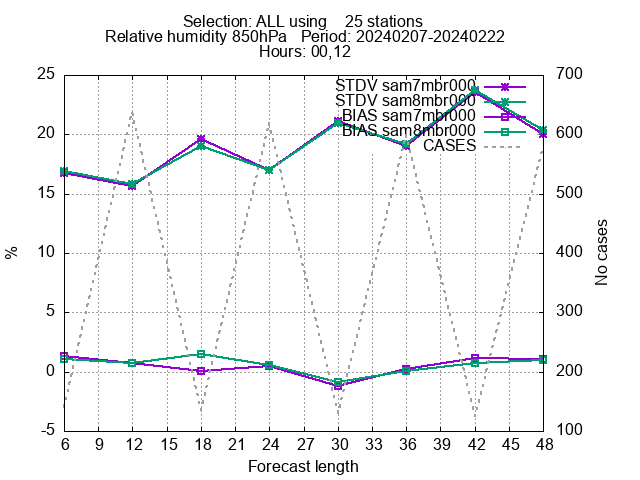 Selection: ALL using    25 stations
Relative humidity 850hPa   Period: 20240207-20240222
Hours: 00,12
STDV sam7mbr000
STDV sam8mbr000
BIAS sam7mbr000
BIAS sam8mbr000
CASES
25
20
15
10
5
0
-5
%
700
600
500
400
300
200
100
No cases
6 9 12 15 18 21 24 27 30 33 36 39 42 45 48
Forecast length